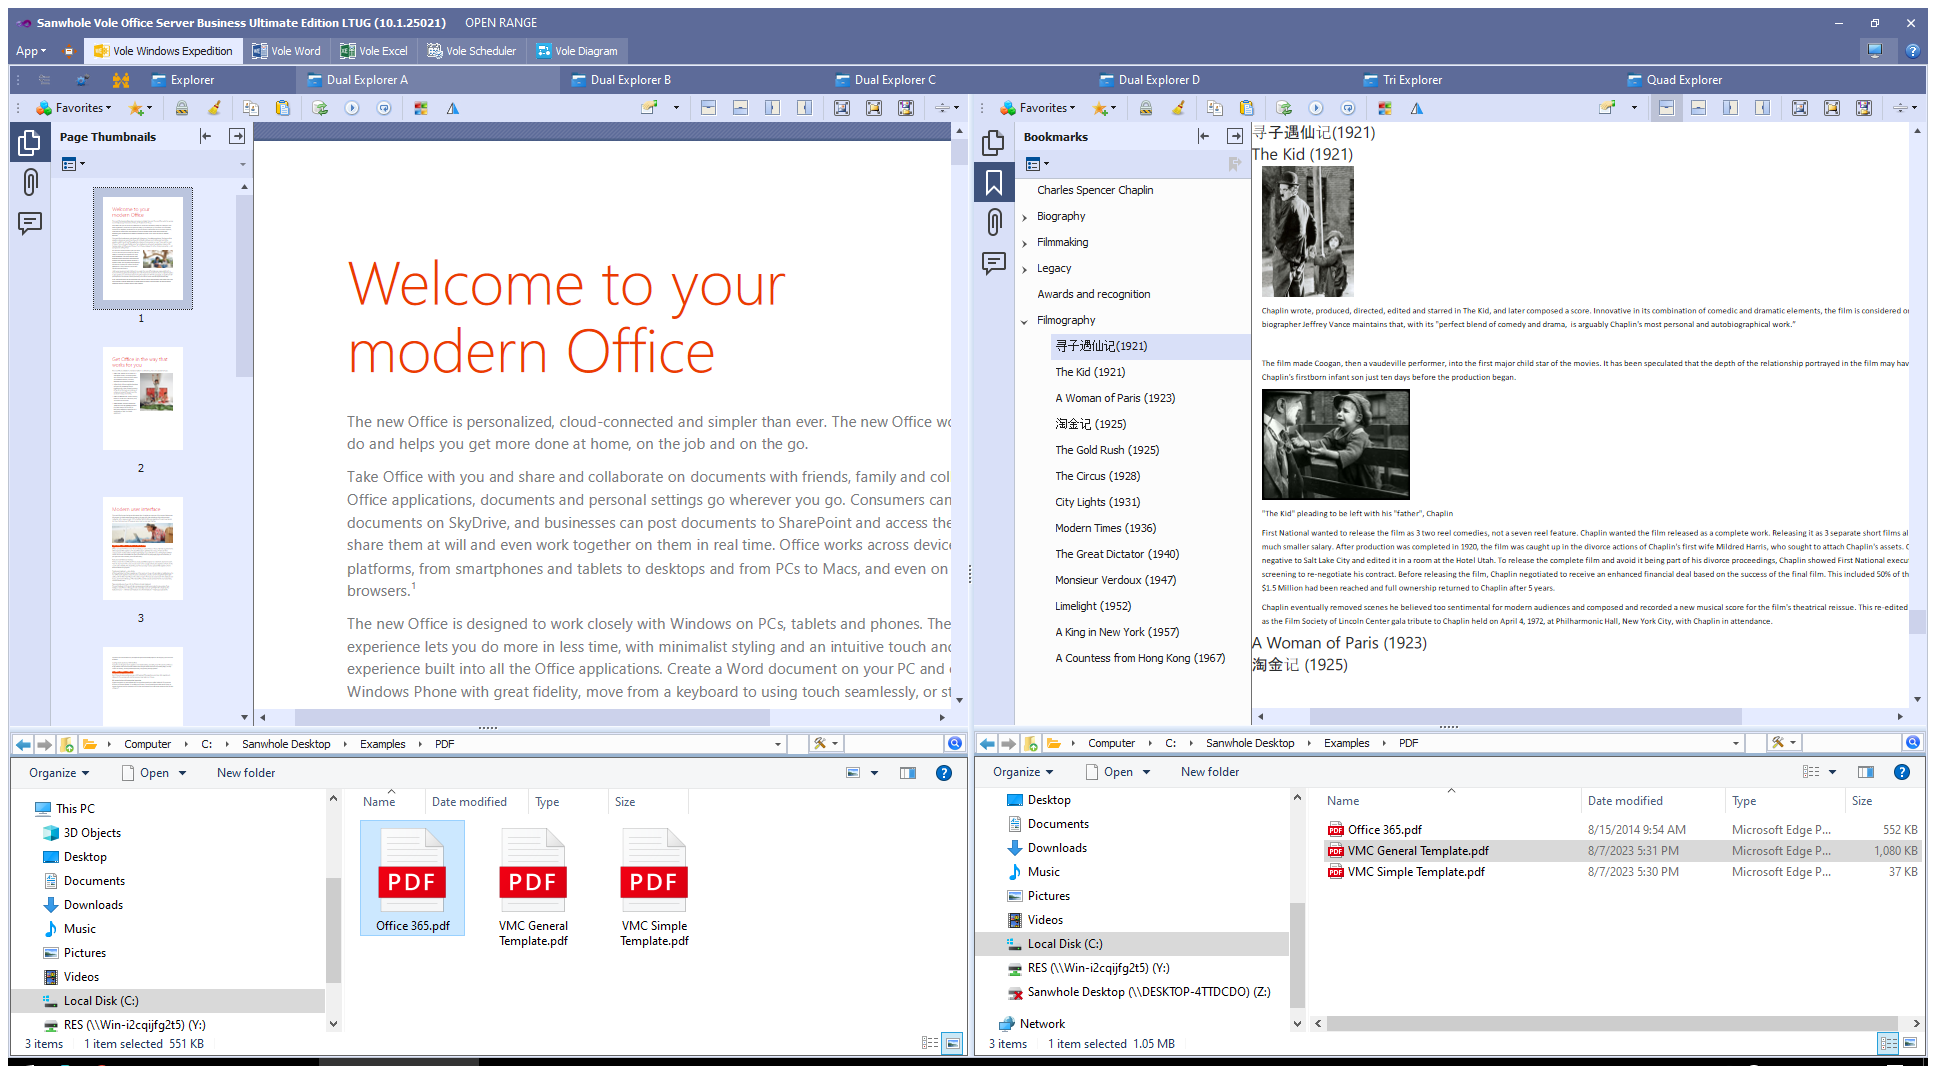 Sanwhole Vole Office Server Business Ultimate Edition LTUG (10.1.25021) OPEN RANGE
App Vole Windows Expedition Vole Word Vole Excel Vole Scheduler Vole Diagram
Explorer Dual Explorer A Dual Explorer B Dual Explorer C Dual Explorer D Tri Explorer Quad Explorer
Favorites
Page Thumbnails
Welcome to your
modern Office
1
Get Office in the way that
works for you
2
Modern user interface
3
Welcome to your
modern Office
The new Office is personalized, cloud-connected and simpler than ever. The new Office
do and helps you get more done at home, on the job and on the go.
Take Office with you and share and collaborate on documents with friends, family and col
Office applications, documents and personal settings go wherever you go. Consumers can
documents on SkyDrive, and businesses can post documents to SharePoint and access the
share them at will and even work together on them in real time. Office works across device
platforms, from smartphones and tablets to desktops and from PCs to Macs, and even on
browsers.1
The new Office is designed to work closely with Windows on PCs, tablets and phones. The
experience lets you do more in less time, with minimalist styling and an intuitive touch and
experience built into all the Office applications. Create a Word document on your PC and
Windows Phone with great fidelity, move from a keyboard to using touch seamlessly, or st
Computer C: Sanwhole Desktop Examples PDF
Organize Open New folder
This PC
3D Objects
Desktop
Documents
Downloads
Music
Pictures
Videos
Local Disk (C:)
RES (\\Win-i2cqijfg2t5) (Y:)
Name Date modified Type Size
PDF PDF PDF
Office 365.pdf
VMC General
Template.pdf
VMC Simple
Template.pdf
3 items 1 item selected 551 KB
Favorites
Bookmarks
Charles Spencer Chaplin
Biography
Filmmaking
Legacy
Awards and recognition
Filmography
寻子遇仙记(1921)
The Kid (1921)
A Woman of Paris (1923)
淘金记 (1925)
The Gold Rush (1925)
The Circus (1928)
City Lights (1931)
Modern Times (1936)
The Great Dictator (1940)
Monsieur Verdoux (1947)
Limelight (1952)
A King in New York (1957)
A Countess from Hong Kong (1967)
寻子遇仙记(1921)
The Kid (1921)
Chaplin wrote, produced, directed, edited and starred in The Kid, and later composed a score. Innovative in its combination of comedic and dramatic elements, the film is considered on
biographer Jeffrey Vance maintains that, with its "perfect blend of comedy and drama, is arguably Chaplin's most personal and autobiographical work."
The film made Coogan, then a vaudeville performer, into the first major child star of the movies. It has been speculated that the depth of the relationship portrayed in the film may hav
Chaplin's firstborn infant son just ten days before the production began.
"The Kid" pleading to be left with his "father", Chaplin
First National wanted to release the film as 3 two reel comedies, not a seven reel feature. Chaplin wanted the film released as a complete work. Releasing it as 3 separate short films al
much smaller salary. After production was completed in 1920, the film was caught up in the divorce actions of Chaplin's first wife Mildred Harris, who sought to attach Chaplin's assets.
negative to Salt Lake City and edited it in a room at the Hotel Utah. To release the complete film and avoid it being part of his divorce proceedings, Chaplin showed First National execu
screening to re-negotiate his contract. Before releasing the film, Chaplin negotiated to receive an enhanced financial deal based on the success of the final film. This included 50% of th
$1.5 Million had been reached and full ownership returned to Chaplin after 5 years.
Chaplin eventually removed scenes he believed too sentimental for modern audiences and composed and recorded a new musical score for the film's theatrical reissue. This re-edited
as the Film Society of Lincoln Center gala tribute to Chaplin held on April 4, 1972, at Philharmonic Hall, New York City, with Chaplin in attendance.
A Woman of Paris (1923)
淘金记 (1925)
Computer C: Sanwhole Desktop Examples PDF
Organize Open New folder
Desktop
Documents
Downloads
Music
Pictures
Videos
Local Disk (C:)
RES (\\Win-i2cqijfg2t5) (Y:)
Sanwhole Desktop (\\DESKTOP-4TTDCDO) (Z:)
Network
Name Date modified Type Size
Office 365.pdf 8/15/2014 9:54 AM Microsoft Edge P... 552 KB
VMC General Template.pdf 8/7/2023 5:31 PM Microsoft Edge P... 1,080 KB
VMC Simple Template.pdf 8/7/2023 5:30 PM Microsoft Edge P... 37 KB
3 items 1 item selected 1.05 MB